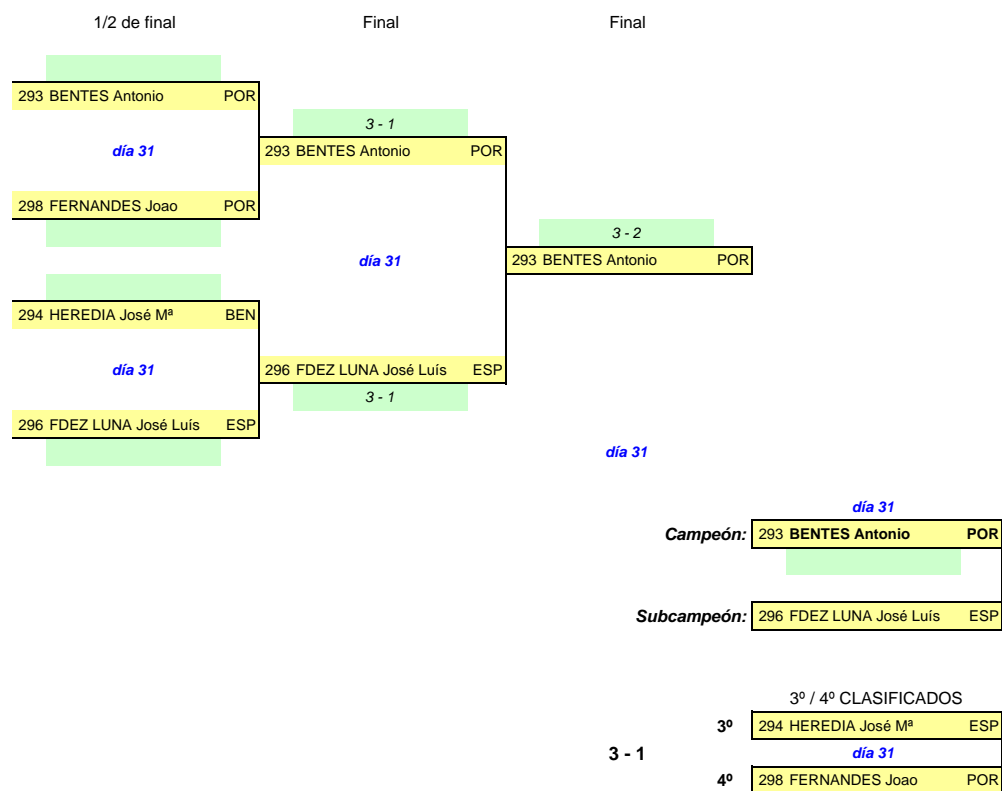 1/2 de final Final Final
293 BENTES Antonio POR
3 - 1
día 31 293 BENTES Antonio POR
298 FERNANDES Joao POR
3 - 2
día 31 293 BENTES Antonio POR
294 HEREDIA José Mª BEN
día 31 296 FDEZ LUNA José Luís ESP
3 - 1
296 FDEZ LUNA José Luís ESP
día 31
día 31
Campeón: 293 BENTES Antonio POR
Subcampeón: 296 FDEZ LUNA José Luís ESP
3º / 4º CLASIFICADOS
3º 294 HEREDIA José Mª ESP
3 - 1 día 31
4º 298 FERNANDES Joao POR